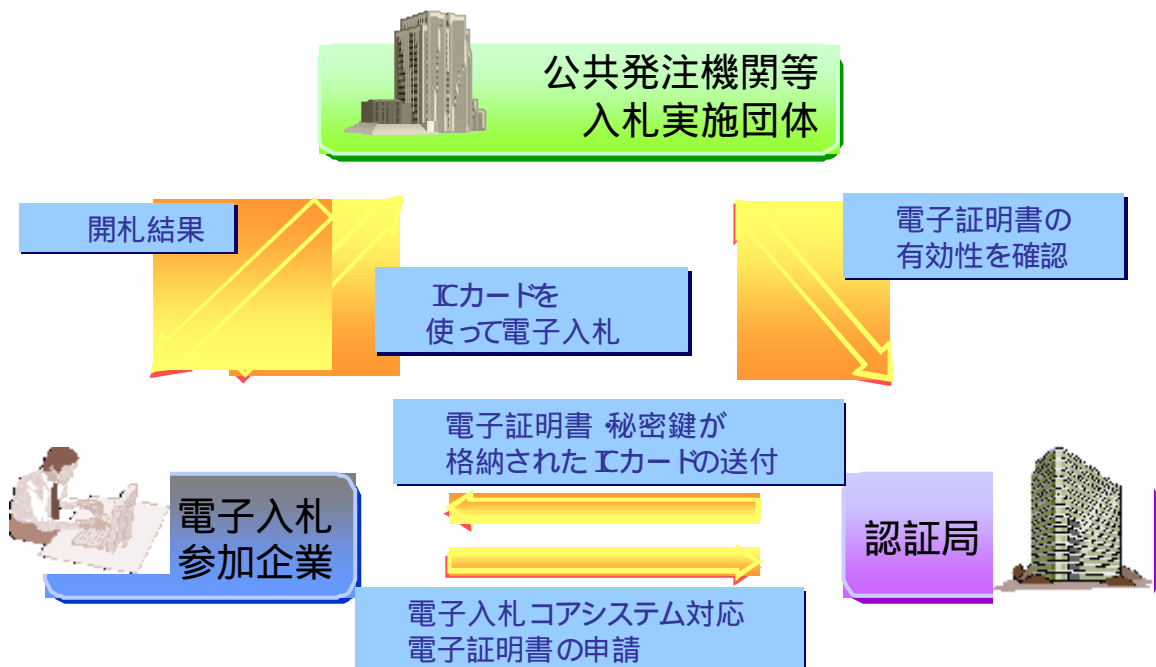 公共発注機関等
入札実施団体
開札結果
電子証明書の
有効性を確認
ICカードを
使って電子入札
電子証明書・秘密鍵が
格納されたICカードの送付
電子入札
参加企業
認証局
電子入札コアシステム対応
電子証明書の申請